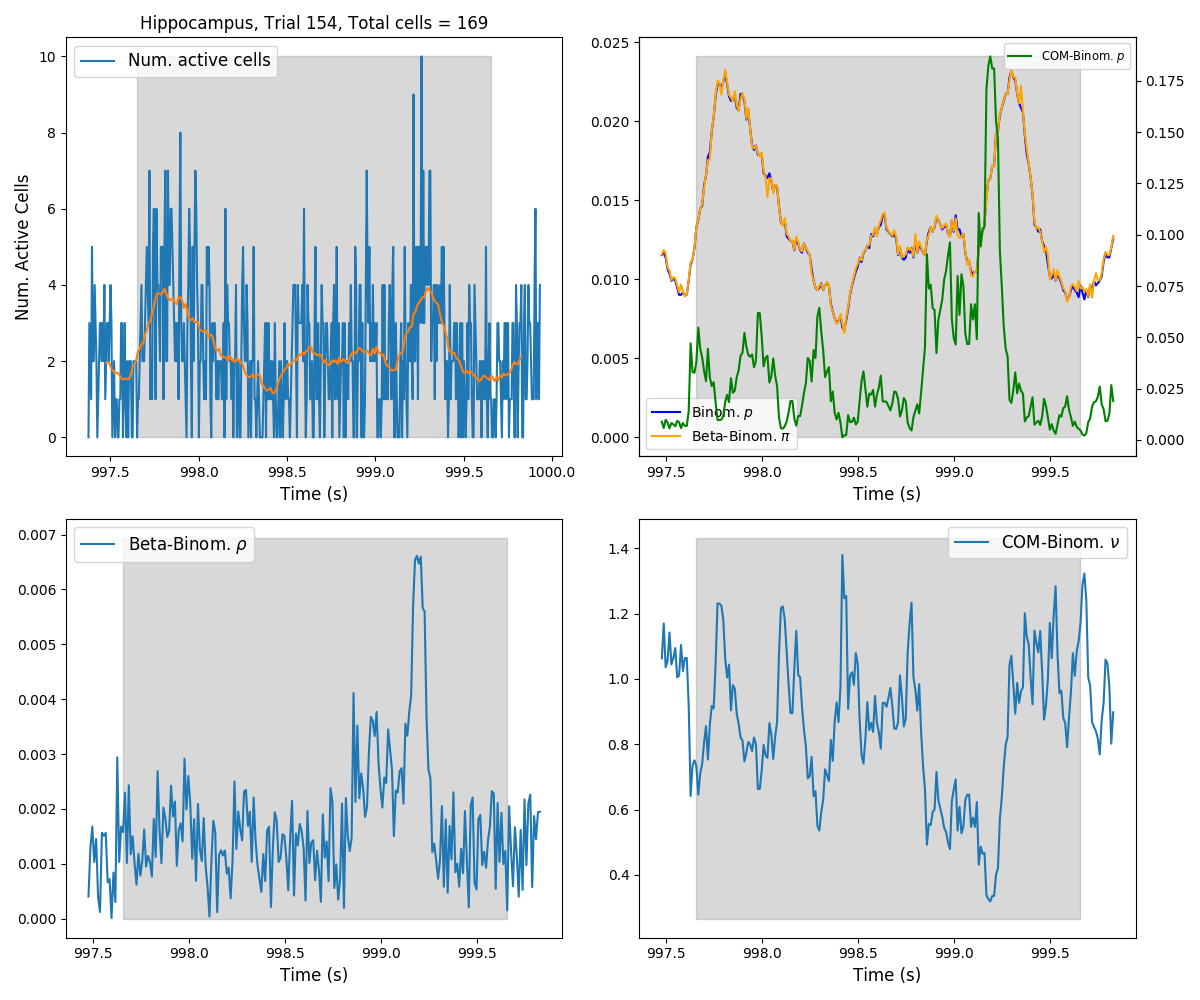 Hippocampus, Trial 154, Total cells = 169
Num. active cells
Num. Active Cells
10
8
6
4
2
0
997.5 998.0 998.5 999.0 999.5 1000.0
Time (s)
COM-Binom. p
0.025
0.020
0.015
0.010
0.005
0.000
0.175
0.150
0.125
0.100
0.075
0.050
0.025
0.000
Binom. p
Beta-Binom. π
997.5 998.0 998.5 999.0 999.5
Time (s)
Beta-Binom. ρ
0.007
0.006
0.005
0.004
0.003
0.002
0.001
0.000
997.5 998.0 998.5 999.0 999.5
Time (s)
COM-Binom. ν
1.4
1.2
1.0
0.8
0.6
0.4
997.5 998.0 998.5 999.0 999.5
Time (s)